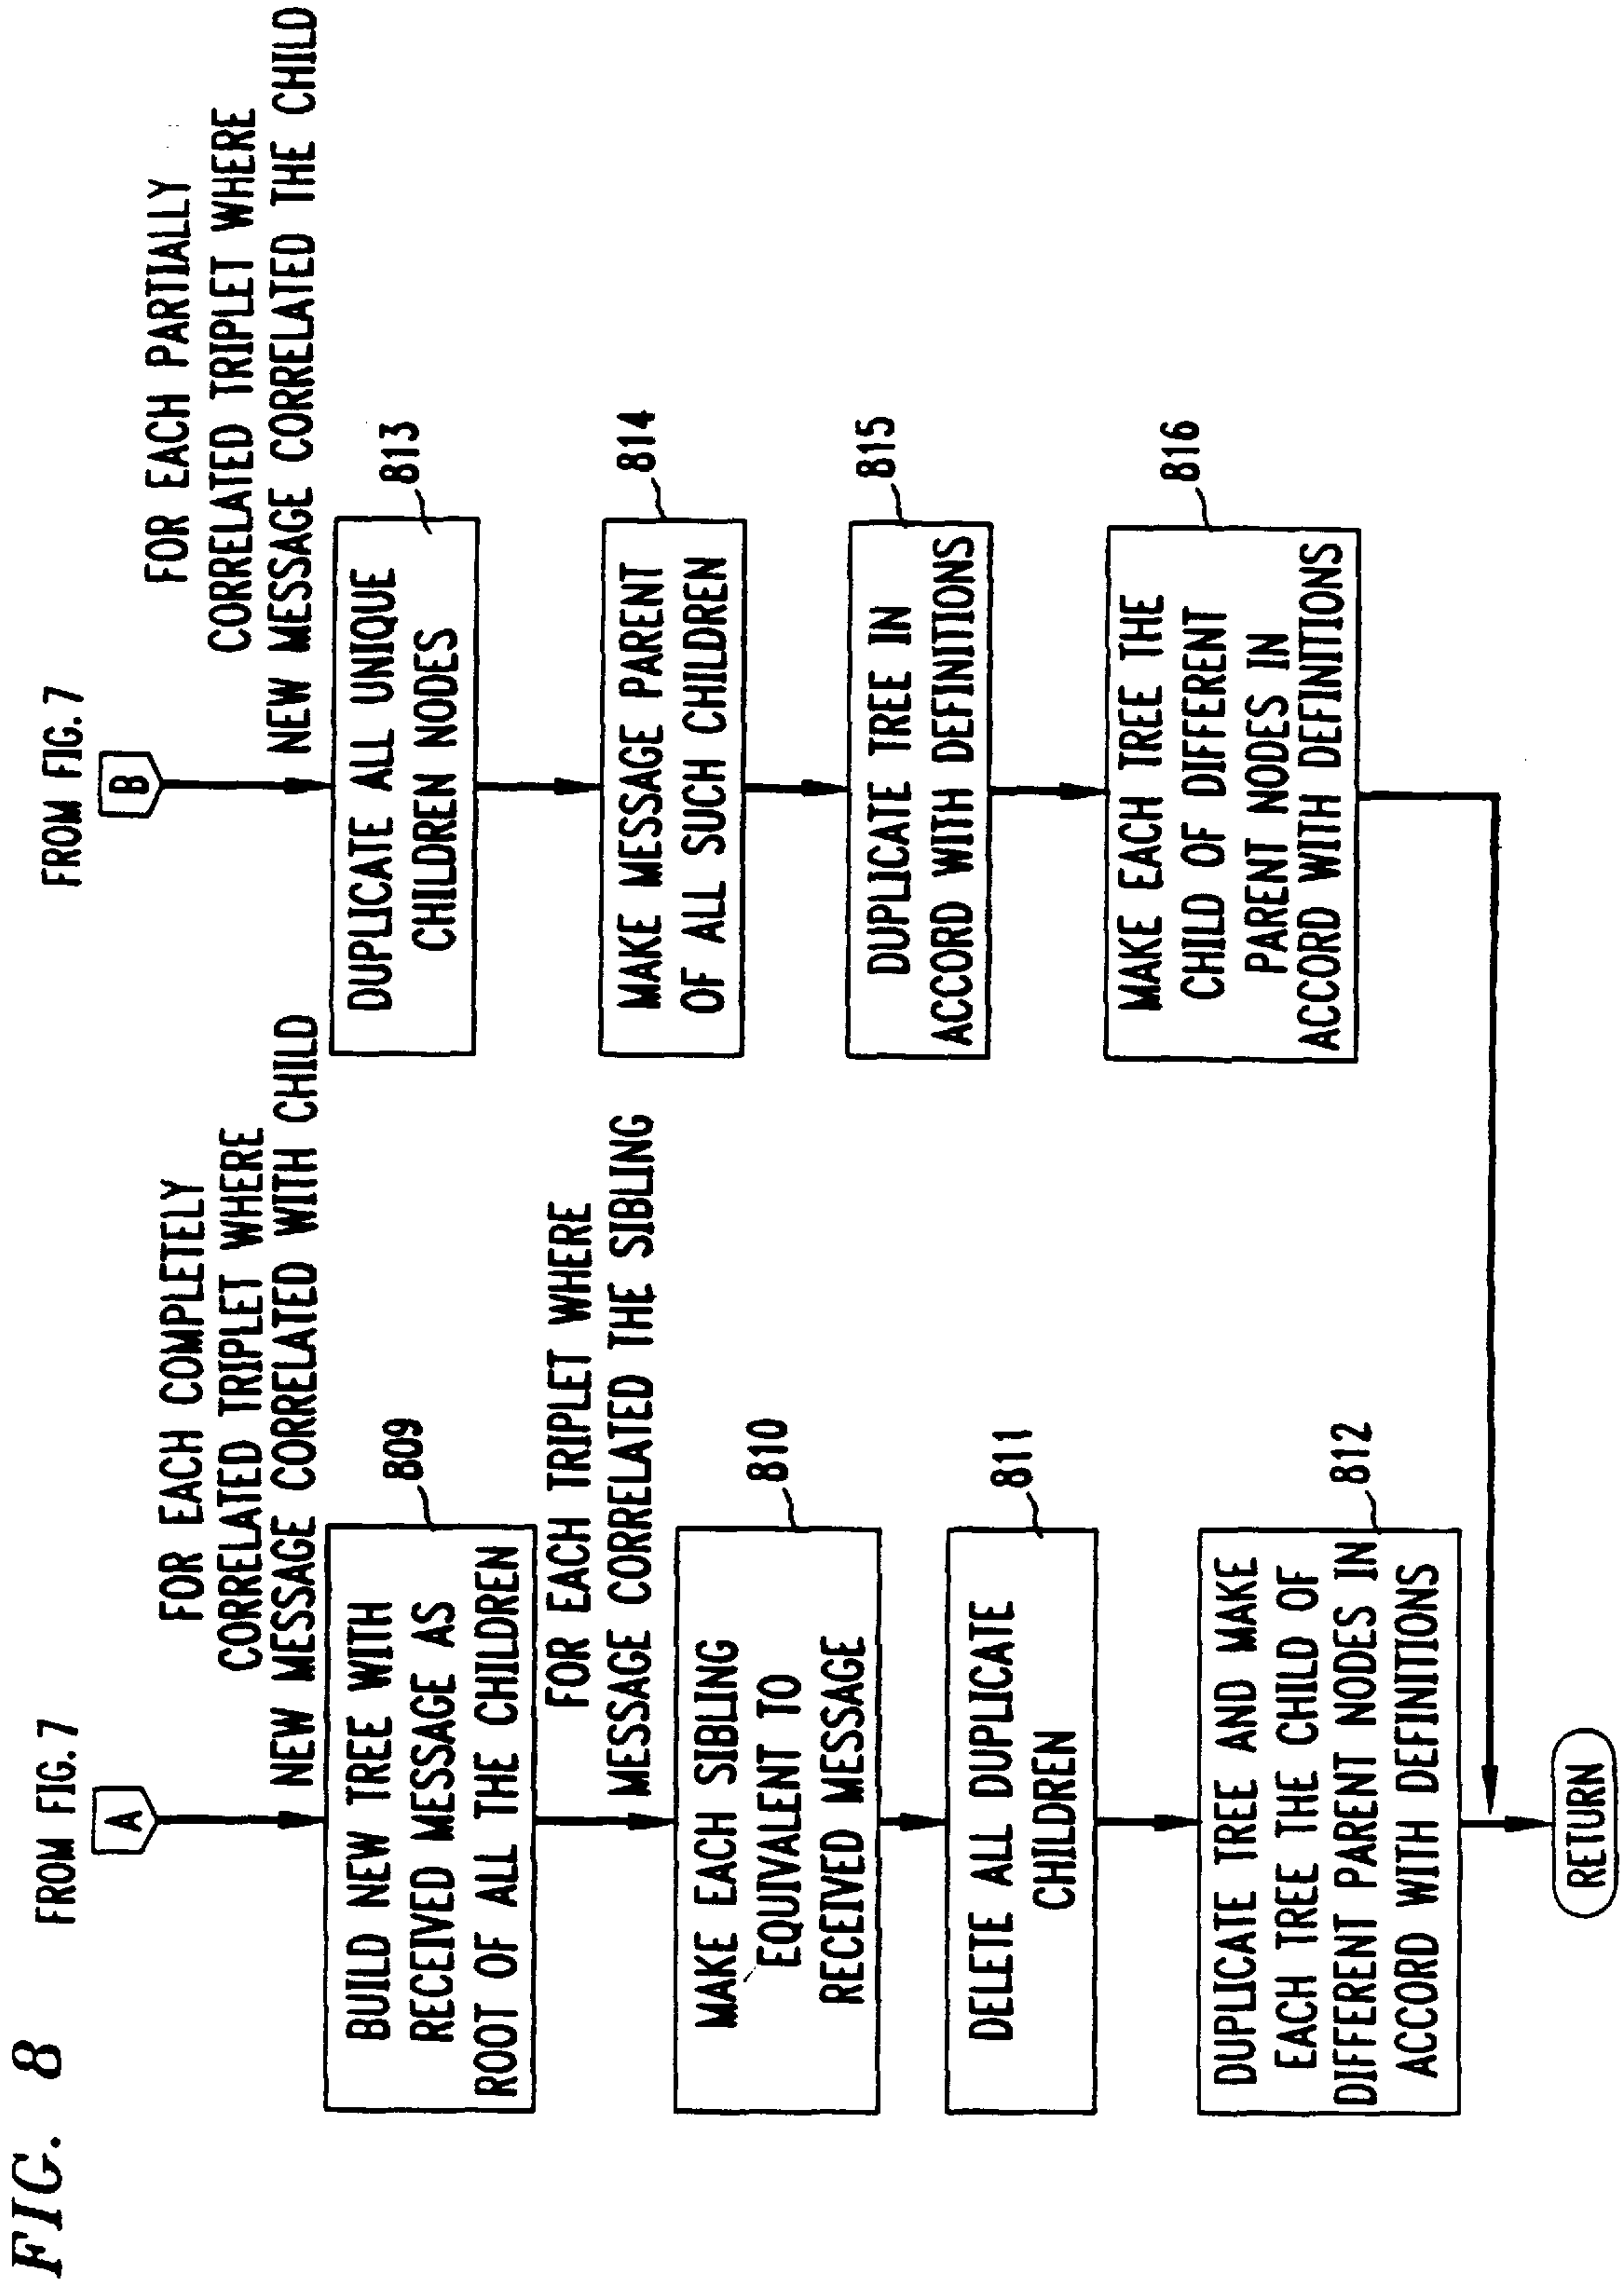 FIG. 8
FROM FIG. 7
A
FOR EACH COMPLETELY
CORRELATED TRIPLET WHERE
NEW MESSAGE CORRELATED WITH CHILD
809
BUILD NEW TREE WITH
RECEIVED MESSAGE AS
ROOT OF ALL THE CHILDREN
FOR EACH TRIPLET WHERE
MESSAGE CORRELATED THE SIBLING
810
MAKE EACH SIBLING
EQUIVALENT TO
RECEIVED MESSAGE
811
DELETE ALL DUPLICATE
CHILDREN
812
DUPLICATE TREE AND MAKE
EACH TREE THE CHILD OF
DIFFERENT PARENT NODES IN
ACCORD WITH DEFINITIONS
RETURN
FROM FIG. 7
B
FOR EACH PARTIALLY
CORRELATED TRIPLET WHERE
NEW MESSAGE CORRELATED THE CHILD
813
DUPLICATE ALL UNIQUE
CHILDREN NODES
814
MAKE MESSAGE PARENT
OF ALL SUCH CHILDREN
815
DUPLICATE TREE IN
ACCORD WITH DEFINITIONS
816
MAKE EACH TREE THE
CHILD OF DIFFERENT
PARENT NODES IN
ACCORD WITH DEFINITIONS